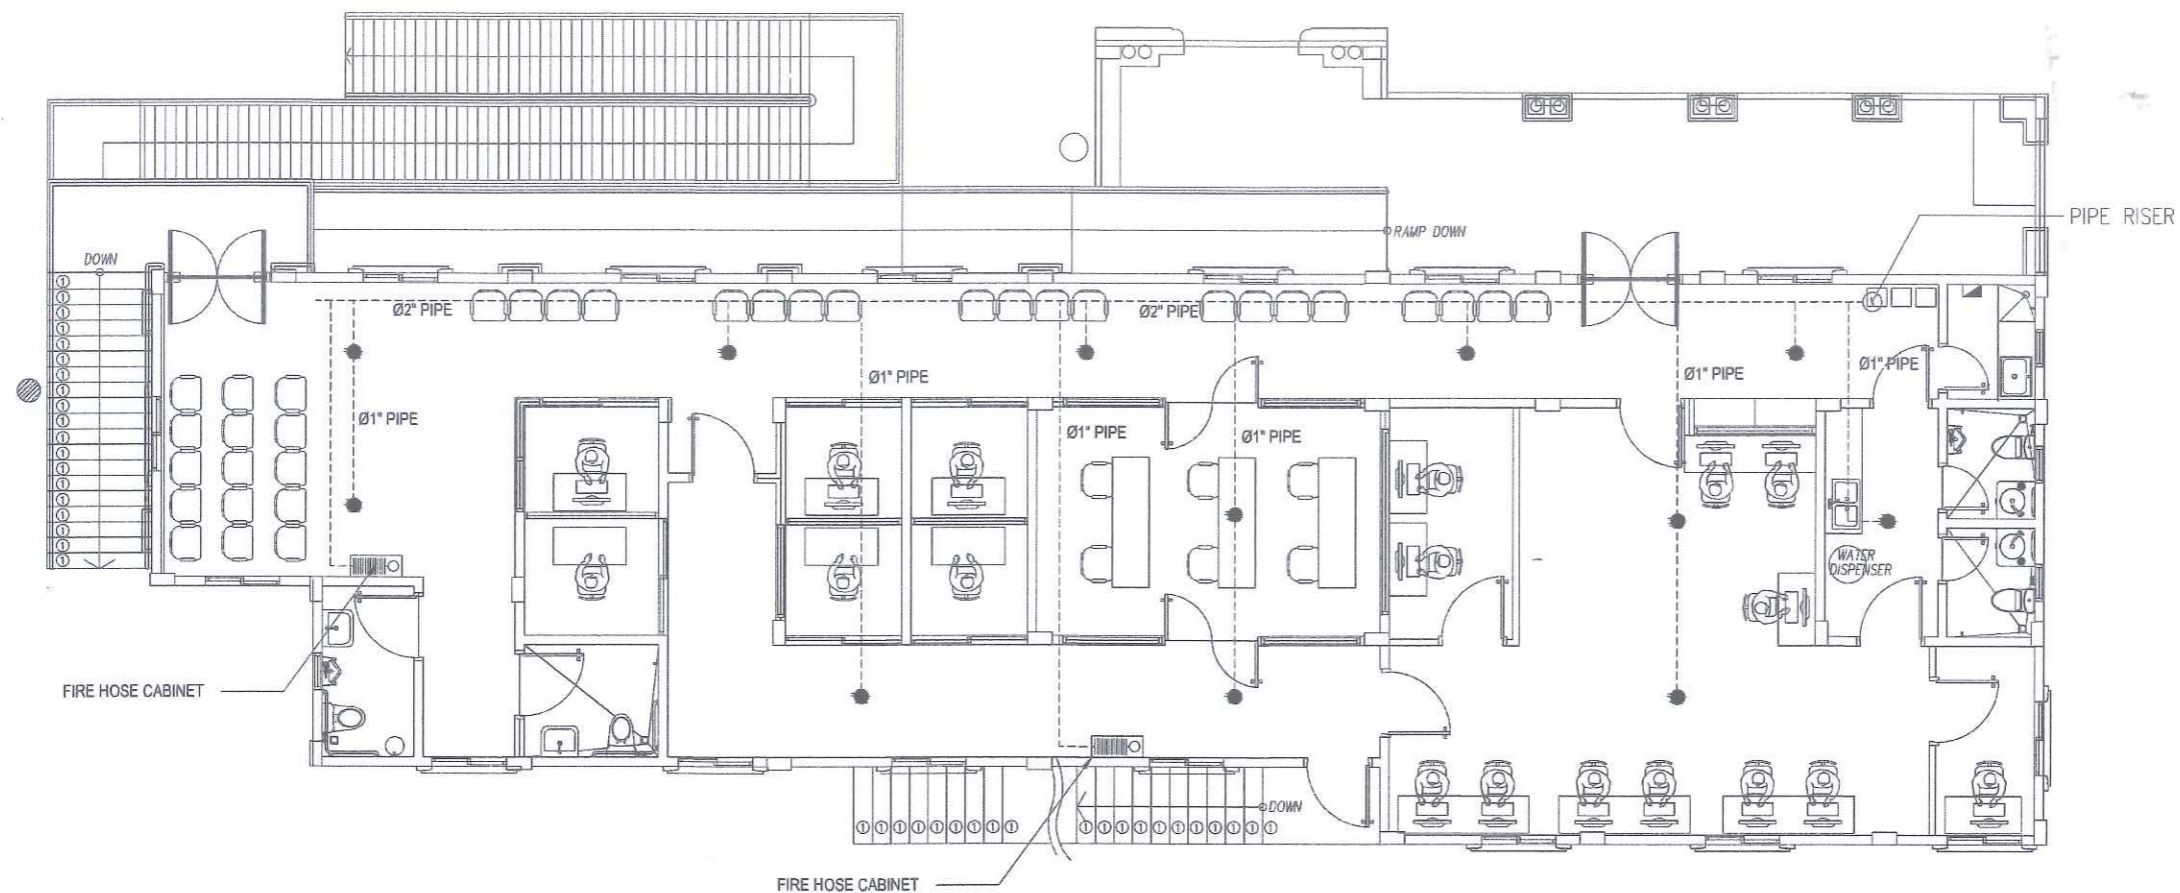 PIPE RISER
RAMP DOWN
DOWN
Ø2" PIPE
Ø2" PIPE
Ø1" PIPE
Ø1" PIPE
Ø1" PIPE
Ø1" PIPE
Ø1" PIPE
Ø1" PIPE
WATER
DISPENSER
FIRE HOSE CABINET
DOWN
FIRE HOSE CABINET